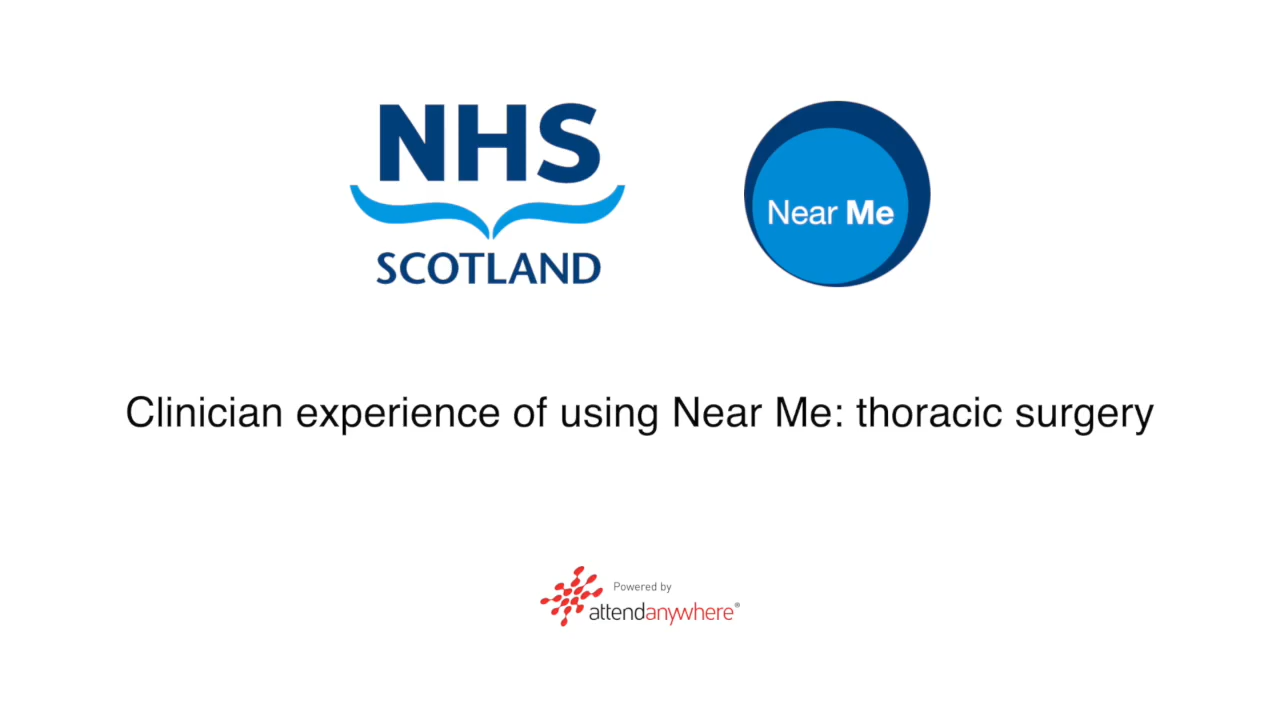 NHS
SCOTLAND
Near Me
Clinician experience of using Near Me: thoracic surgery
Powered by
attendanywhere®